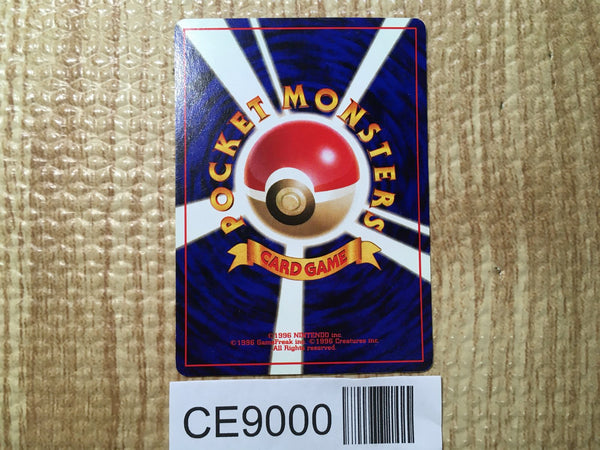 POCKET MONSTERS
CARD GAME
©1996 NINTENDO inc.
©1996 GameFreak inc. ©1996 Creatures inc.
All Rights reserved.
CE9000